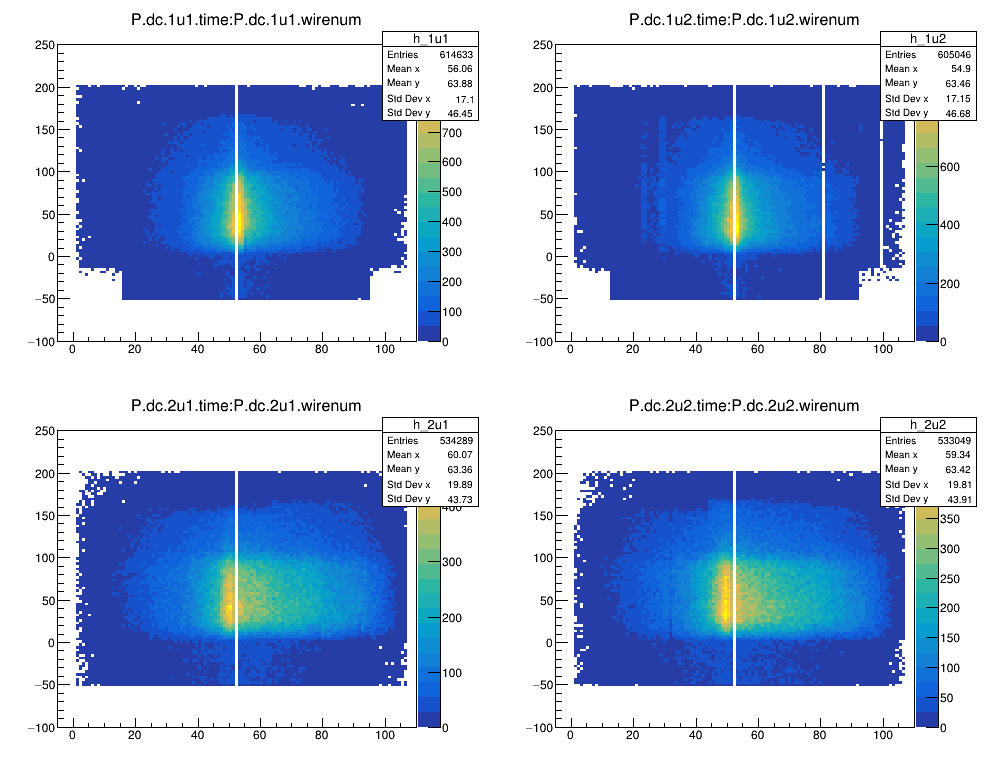 P.dc.1u1.time:P.dc.1u1.wirenum
h_1u1
Entries 614633
Mean x 56.06
Mean y 63.88
Std Dev x 17.1
Std Dev y 46.45
250
200
150
100
50
0
−50
−100
0 20 40 60 80 100
700
600
500
400
300
200
100
0
P.dc.1u2.time:P.dc.1u2.wirenum
h_1u2
Entries 605046
Mean x 54.9
Mean y 63.46
Std Dev x 17.15
Std Dev y 46.68
250
200
150
100
50
0
−50
−100
0 20 40 60 80 100
600
400
200
0
P.dc.2u1.time:P.dc.2u1.wirenum
h_2u1
Entries 534289
Mean x 60.07
Mean y 63.36
Std Dev x 19.89
Std Dev y 43.73
250
200
150
100
50
0
−50
−100
0 20 40 60 80 100
400
300
200
100
0
P.dc.2u2.time:P.dc.2u2.wirenum
h_2u2
Entries 533049
Mean x 59.34
Mean y 63.42
Std Dev x 19.81
Std Dev y 43.91
250
200
150
100
50
0
−50
−100
0 20 40 60 80 100
350
300
250
200
150
100
50
0